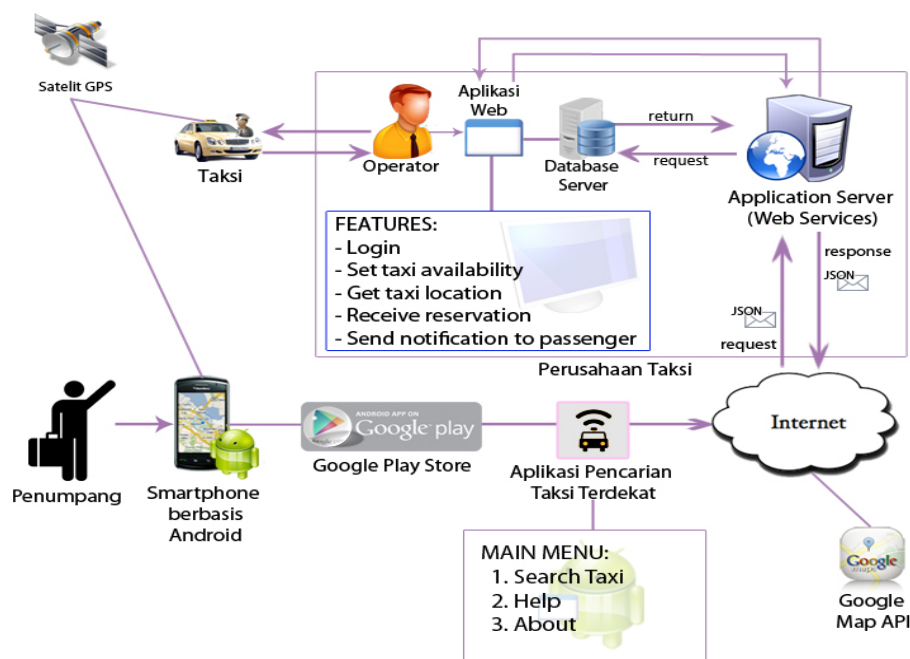 Satelit GPS
Taksi
Operator
Aplikasi
Web
Database
Server
return
request
Application Server
(Web Services)
FEATURES:
- Login
- Set taxi availability
- Get taxi location
- Receive reservation
- Send notification to passenger
response
JSON
JSON
request
Perusahaan Taksi
Penumpang
Smartphone
berbasis
Android
ANDROID APP ON
Google play
Google Play Store
Aplikasi Pencarian
Taksi Terdekat
Internet
MAIN MENU:
1. Search Taxi
2. Help
3. About
Google
maps
Google
Map API